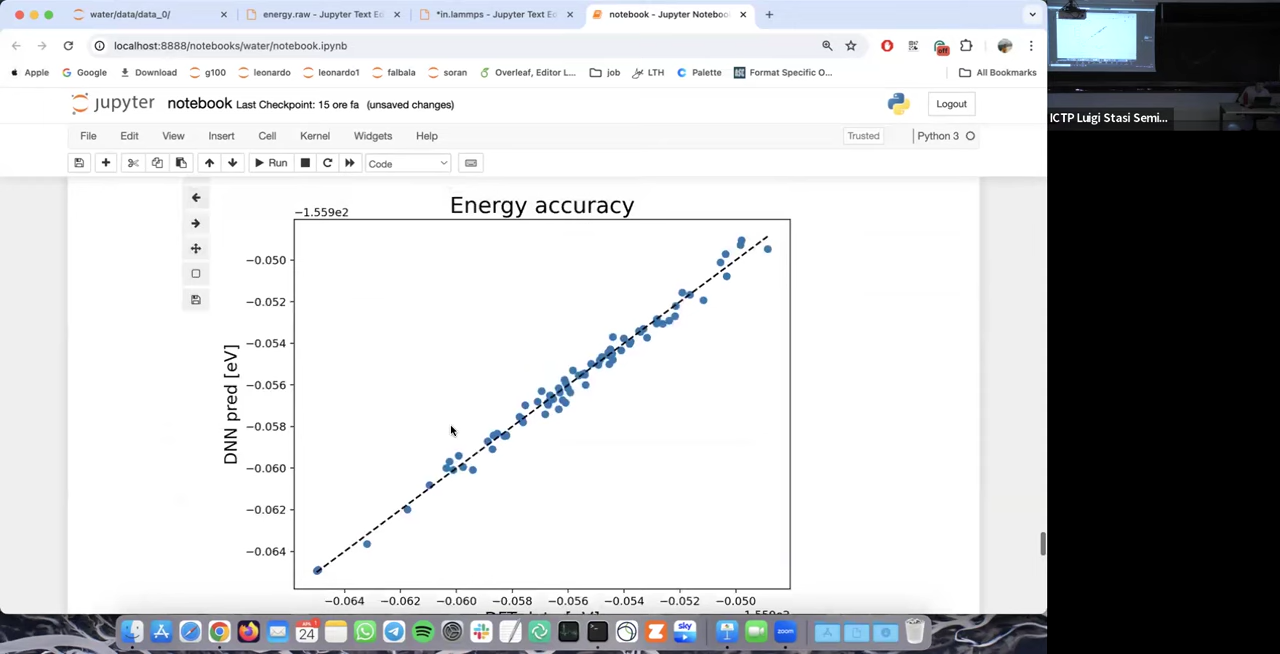 water/data/data_0/
energy.raw - Jupyter Text Ed
*in.lammps - Jupyter Text Ed
notebook - Jupyter Notebo
localhost:8888/notebooks/water/notebook.ipynb
off
Apple
Google
Download
g100
leonardo
leonardo1
falbala
soran
Overleaf, Editor L...
job
LTH
Palette
Format Specific O...
All Bookmarks
jupyter
notebook Last Checkpoint: 15 ore fa (unsaved changes)
Logout
File Edit View Insert Cell Kernel Widgets Help
Trusted
Python 3
Run
Code
Energy accuracy
−1.559e2
−0.050
−0.052
−0.054
−0.056
−0.058
−0.060
−0.062
−0.064
DNN pred [eV]
−0.064 −0.062 −0.060 −0.058 −0.056 −0.054 −0.052 −0.050
ICTP Luigi Stasi Semi...
24
sky
zoom